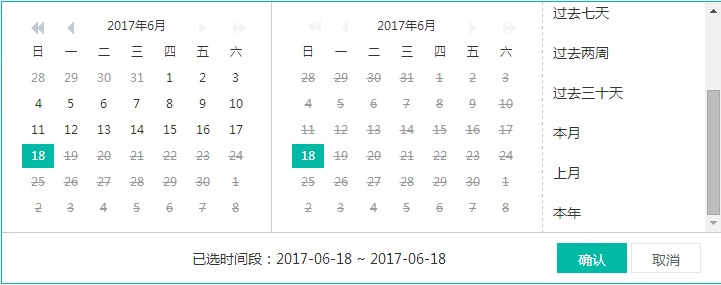 2017年6月
日 一 二 三 四 五 六
28 29 30 31 1 2 3
4 5 6 7 8 9 10
11 12 13 14 15 16 17
18 19 20 21 22 23 24
25 26 27 28 29 30 1
2 3 4 5 6 7 8
2017年6月
日 一 二 三 四 五 六
28 29 30 31 1 2 3
4 5 6 7 8 9 10
11 12 13 14 15 16 17
18 19 20 21 22 23 24
25 26 27 28 29 30 1
2 3 4 5 6 7 8
过去七天
过去两周
过去三十天
本月
上月
本年
已选时间段：2017-06-18 ~ 2017-06-18
确认
取消